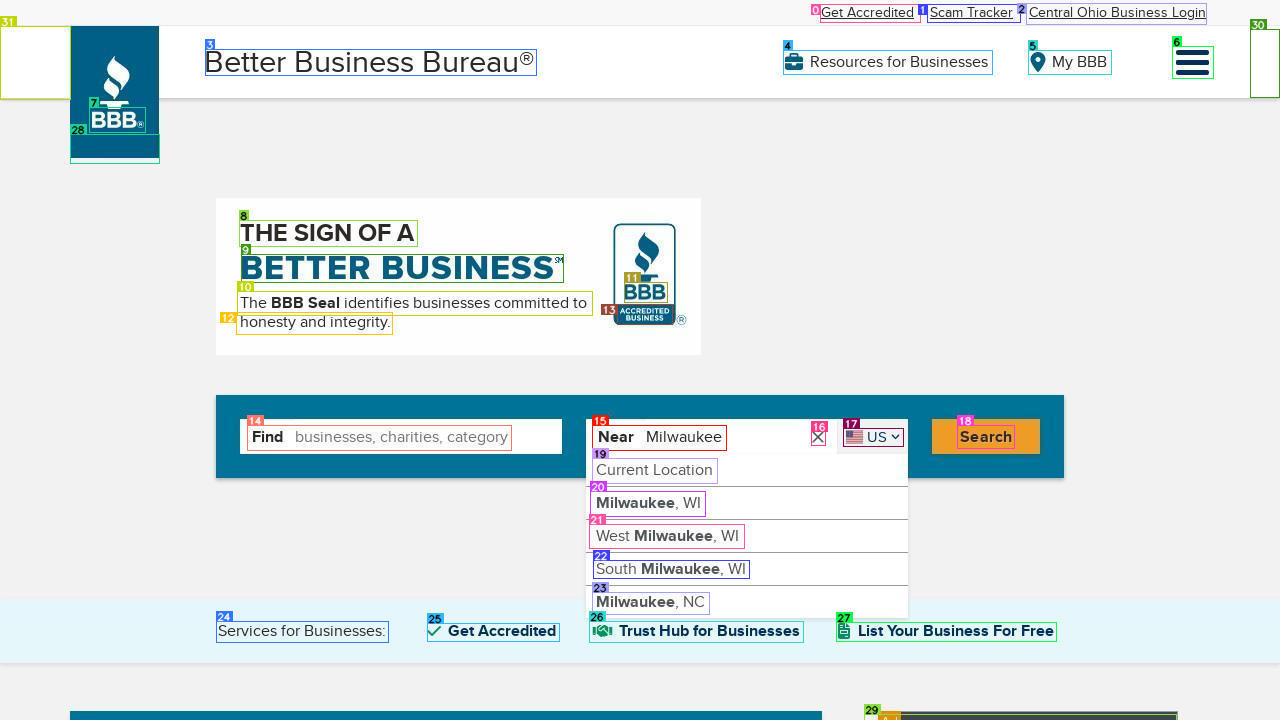 0 Get Accredited 1 Scam Tracker 2 Central Ohio Business Login
31 30
3 Better Business Bureau® 4 Resources for Businesses 5 My BBB 6
7 BBB®
28
8 THE SIGN OF A
9 BETTER BUSINESS℠
10 The BBB Seal identifies businesses committed to
12 honesty and integrity.
11 BBB
13 ACCREDITED
BUSINESS ®
14 Find businesses, charities, category 15 Near Milwaukee 16 17 US 18 Search
19 Current Location
20 Milwaukee, WI
21 West Milwaukee, WI
22 South Milwaukee, WI
23 Milwaukee, NC
24 Services for Businesses: 25 Get Accredited 26 Trust Hub for Businesses 27 List Your Business For Free
29